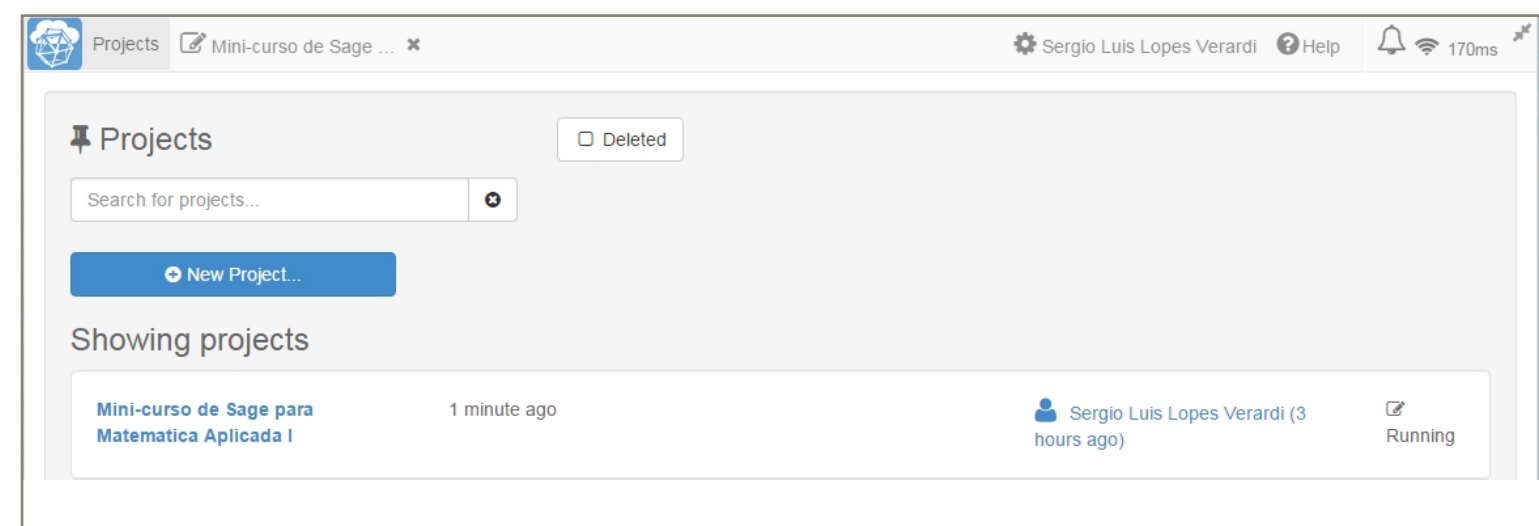 Projects Mini-curso de Sage ... Sergio Luis Lopes Verardi Help 170ms
Projects Deleted
Search for projects...
New Project...
Showing projects
Mini-curso de Sage para 1 minute ago Sergio Luis Lopes Verardi (3
Matematica Aplicada I hours ago) Running